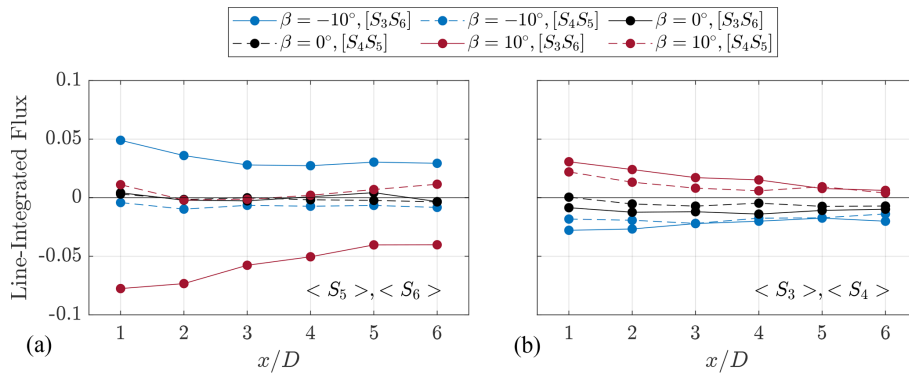 β = −10°, [S₃S₆] β = −10°, [S₄S₅] β = 0°, [S₃S₆]
β = 0°, [S₄S₅] β = 10°, [S₃S₆] β = 10°, [S₄S₅]
Line-Integrated Flux
0.1
0.05
0
-0.05
-0.1
< S₅ >, < S₆ >
1 2 3 4 5 6
x/D
(a)
< S₃ >, < S₄ >
1 2 3 4 5 6
x/D
(b)